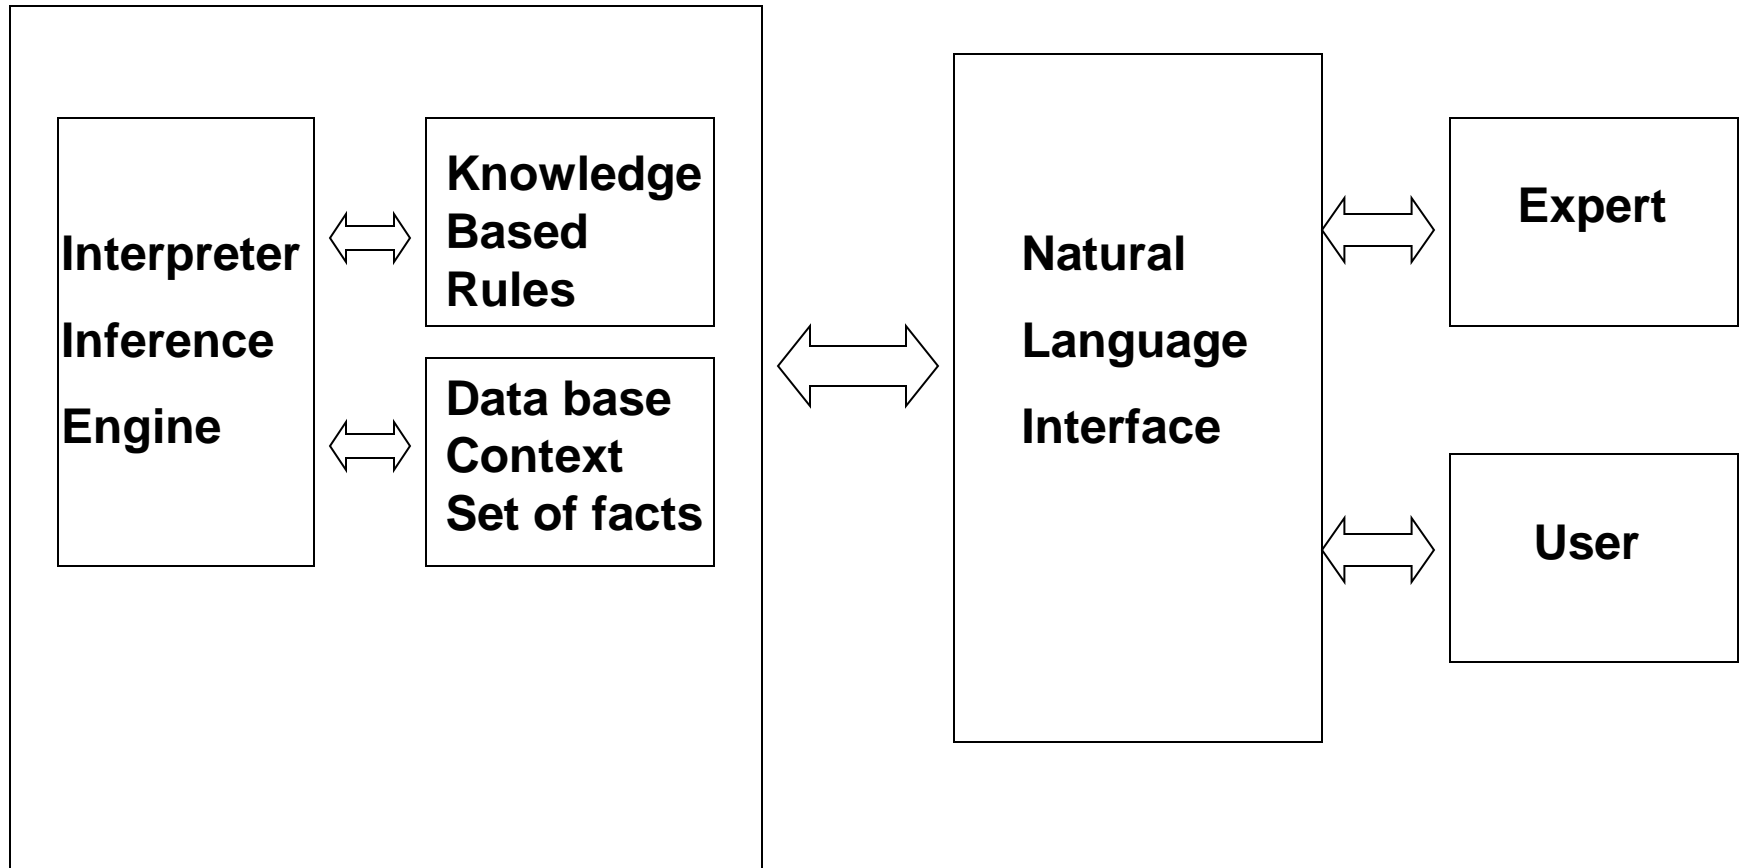 Interpreter
Inference
Engine
Knowledge
Based
Rules
Data base
Context
Set of facts
Natural
Language
Interface
Expert
User